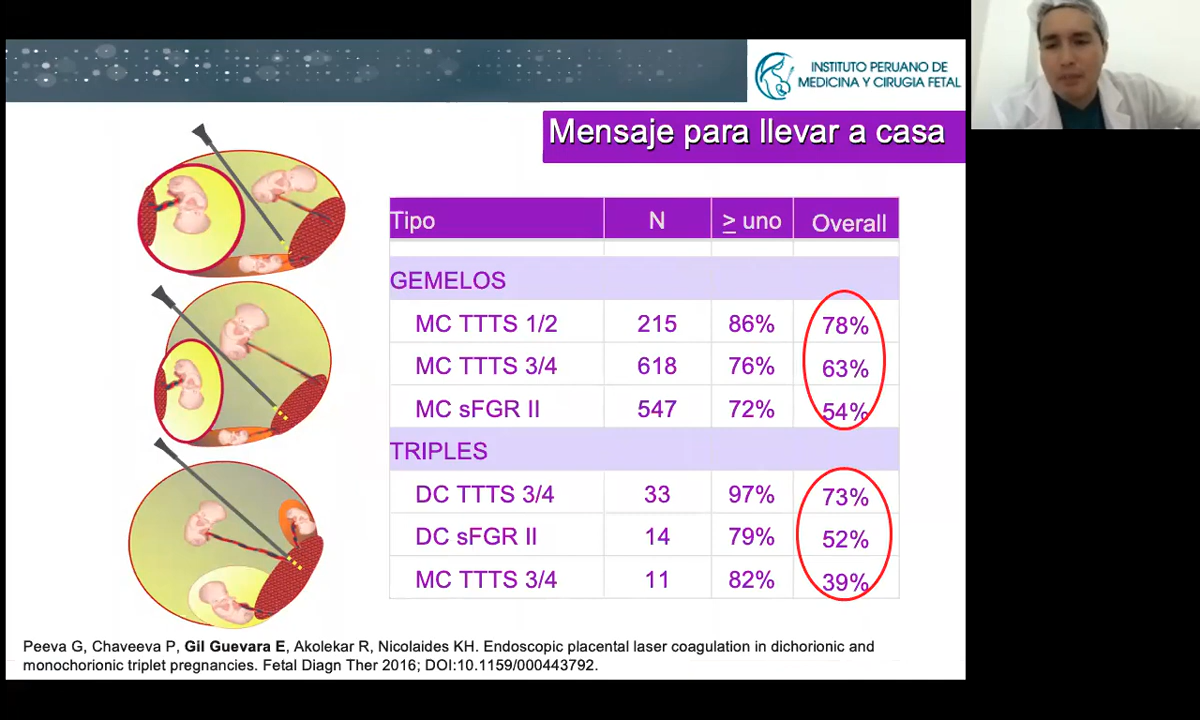 INSTITUTO PERUANO DE
MEDICINA Y CIRUGIA FETAL
Mensaje para llevar a casa
Tipo N ≥ uno Overall
GEMELOS
MC TTTS 1/2 215 86% 78%
MC TTTS 3/4 618 76% 63%
MC sFGR II 547 72% 54%
TRIPLES
DC TTTS 3/4 33 97% 73%
DC sFGR II 14 79% 52%
MC TTTS 3/4 11 82% 39%
Peeva G, Chaveeva P, Gil Guevara E, Akolekar R, Nicolaides KH. Endoscopic placental laser coagulation in dichorionic and
monochorionic triplet pregnancies. Fetal Diagn Ther 2016; DOI:10.1159/000443792.